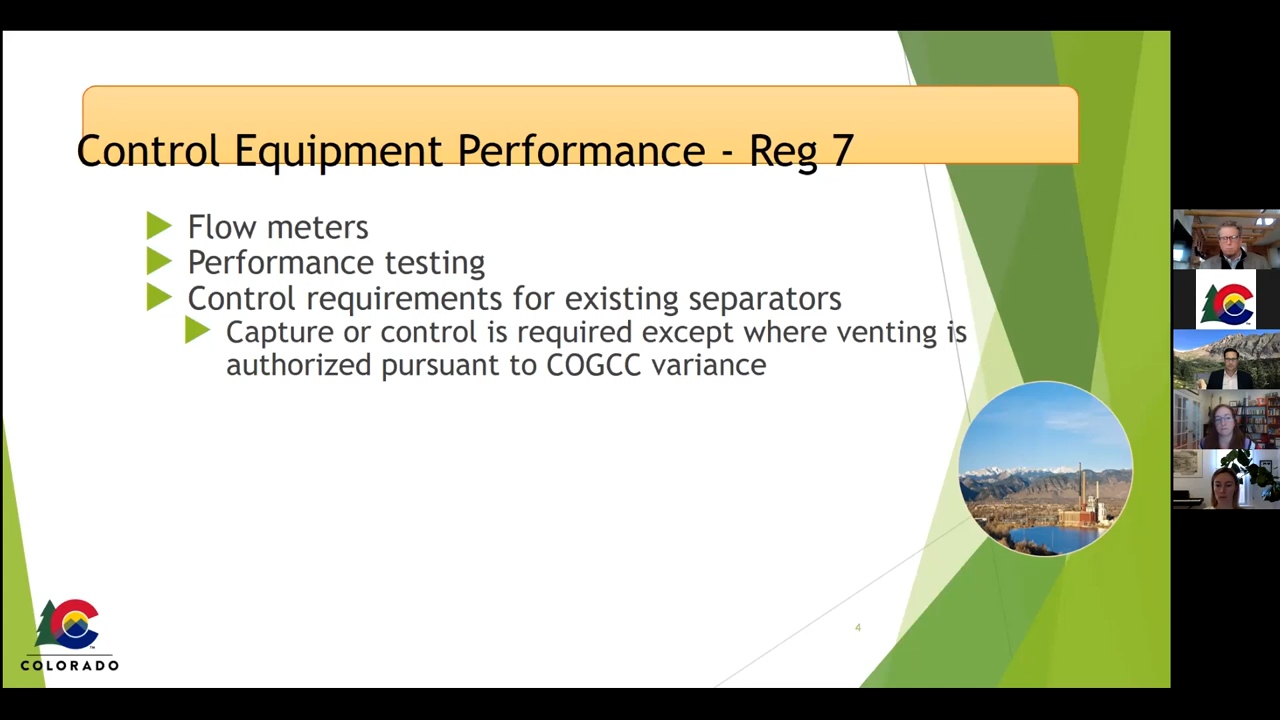 Control Equipment Performance - Reg 7
Flow meters
Performance testing
Control requirements for existing separators
Capture or control is required except where venting is
authorized pursuant to COGCC variance
4
COLORADO